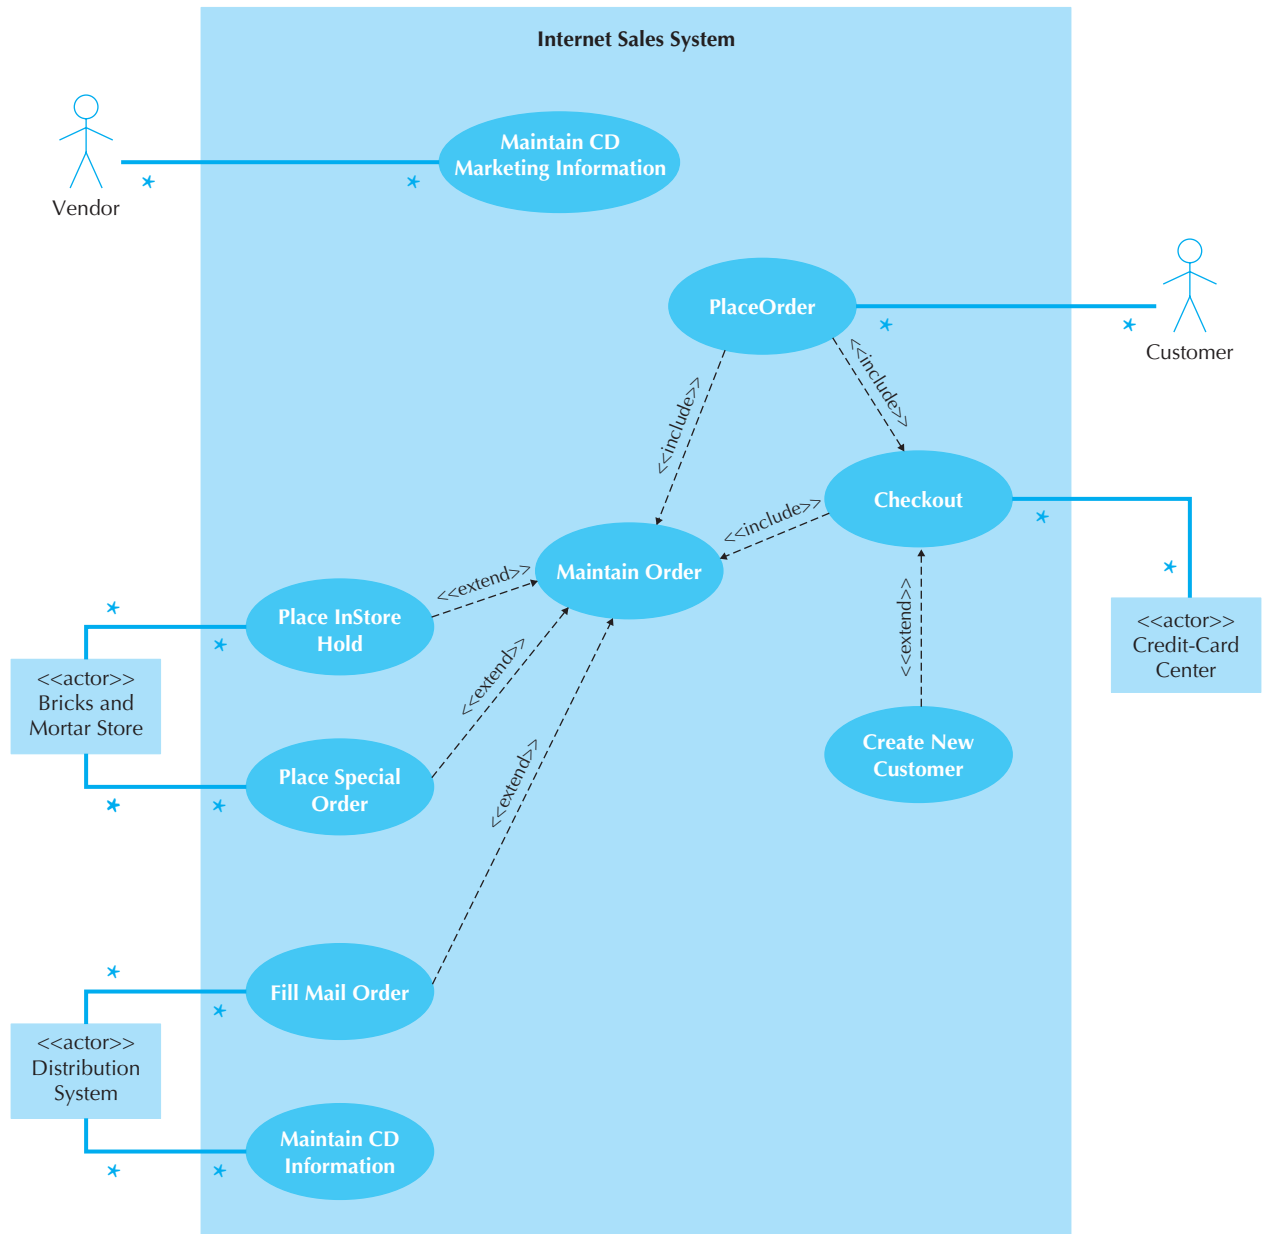 Internet Sales System
Maintain CD
Marketing Information
*
*
Vendor
PlaceOrder
*
*
Customer
<<include>>
<<include>>
Checkout
*
<<include>>
Maintain Order
*
<<extend>>
*
Place InStore
Hold
*
<<actor>>
Bricks and
Mortar Store
<<extend>>
<<extend>>
<<actor>>
Credit-Card
Center
Place Special
Order
*
*
<<extend>>
Create New
Customer
*
Fill Mail Order
*
<<actor>>
Distribution
System
Maintain CD
Information
*
*